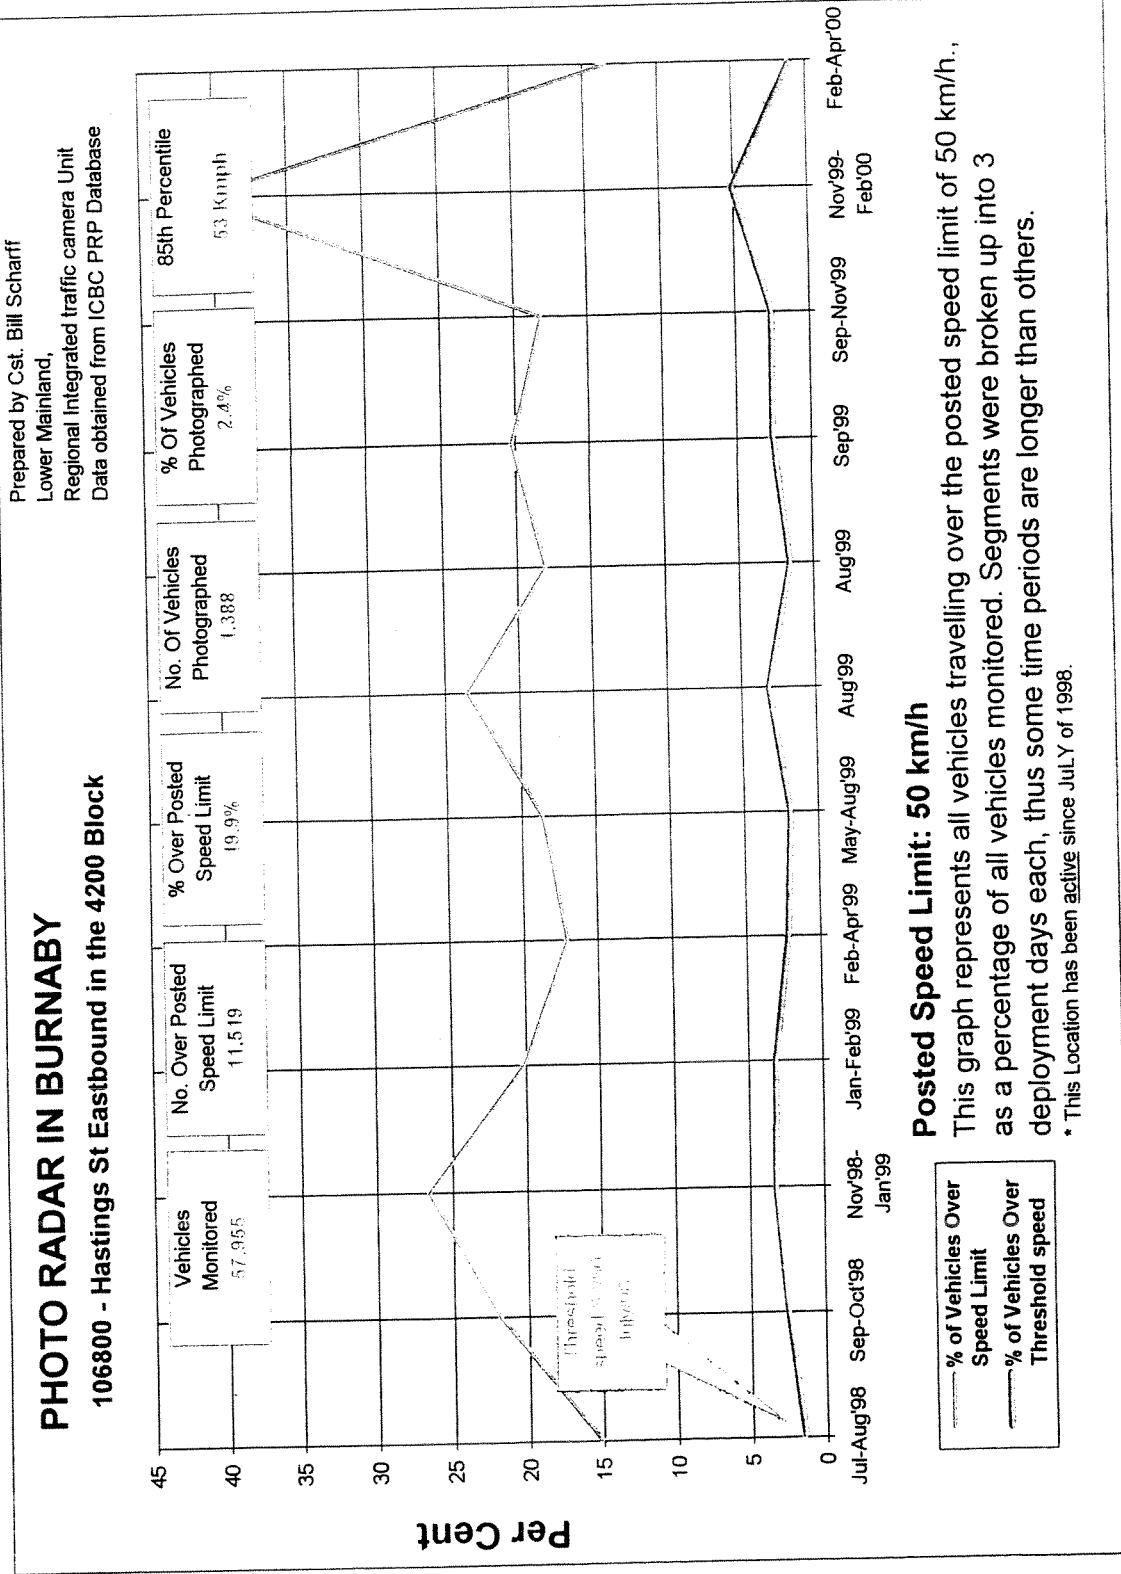 Prepared by Cst. Bill Scharff
Lower Mainland,
Regional Integrated traffic camera Unit
Data obtained from ICBC PRP Database
PHOTO RADAR IN BURNABY
106800 - Hastings St Eastbound in the 4200 Block
Vehicles
Monitored
57,955
No. Over Posted
Speed Limit
11,519
% Over Posted
Speed Limit
19.9%
No. Of Vehicles
Photographed
1,388
% Of Vehicles
Photographed
2.4%
85th Percentile
53 Kmph
Per Cent
45
40
35
30
25
20
15
10
5
0
Threshold
speed
Jul-Aug'98
Sep-Oct'98
Nov'98-
Jan'99
Jan-Feb'99
Feb-Apr'99
May-Aug'99
Aug'99
Aug'99
Sep'99
Sep-Nov'99
Nov'99-
Feb'00
Feb-Apr'00
% of Vehicles Over
Speed Limit
% of Vehicles Over
Threshold speed
Posted Speed Limit: 50 km/h
This graph represents all vehicles travelling over the posted speed limit of 50 km/h.,
as a percentage of all vehicles monitored. Segments were broken up into 3
deployment days each, thus some time periods are longer than others.
* This Location has been active since JuLY of 1998.